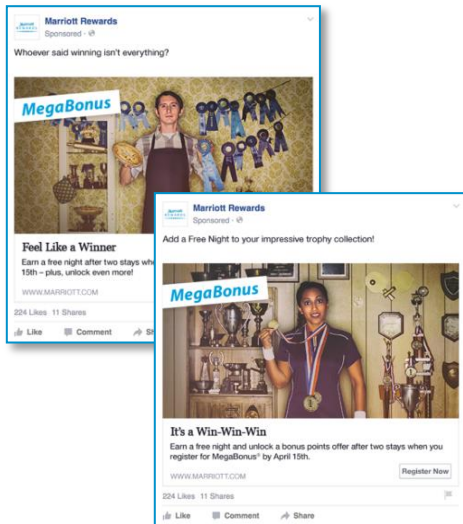 Marriott Rewards
Sponsored ·
Whoever said winning isn't everything?
MegaBonus
Feel Like a Winner
Earn a free night after two stays
15th – plus, unlock even more!
WWW.MARRIOTT.COM
224 Likes 11 Shares
Like Comment
Marriott
REWARDS
Marriott Rewards
Sponsored ·
Add a Free Night to your impressive trophy collection!
MegaBonus
It's a Win-Win-Win
Earn a free night and unlock a bonus points offer after two stays when you
register for MegaBonus® by April 15th.
WWW.MARRIOTT.COM
Register Now
224 Likes 11 Shares
Like Comment Share